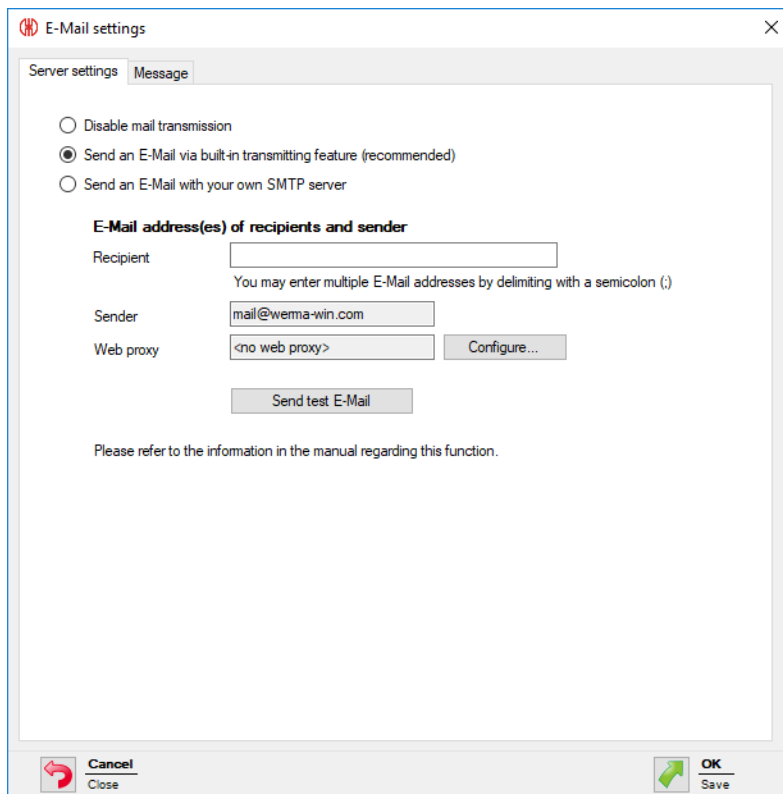 E-Mail settings
Server settings Message
Disable mail transmission
Send an E-Mail via built-in transmitting feature (recommended)
Send an E-Mail with your own SMTP server
E-Mail address(es) of recipients and sender
Recipient
You may enter multiple E-Mail addresses by delimiting with a semicolon (;)
Sender mail@werma-win.com
Web proxy <no web proxy> Configure...
Send test E-Mail
Please refer to the information in the manual regarding this function.
Cancel OK
Close Save